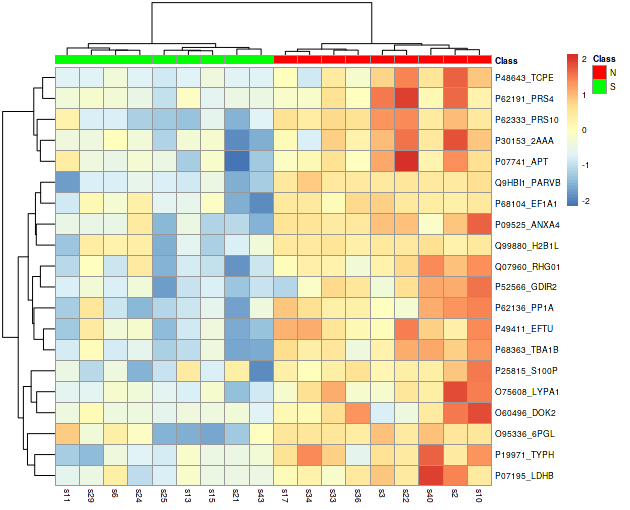 Class
P48643_TCPE
P62191_PRS4
P62333_PRS10
P30153_2AAA
P07741_APT
Q9HBI1_PARVB
P68104_EF1A1
P09525_ANXA4
Q99880_H2B1L
Q07960_RHG01
P52566_GDIR2
P62136_PP1A
P49411_EFTU
P68363_TBA1B
P25815_S100P
O75608_LYPA1
O60496_DOK2
O95336_6PGL
P19971_TYPH
P07195_LDHB
s11 s29 s6 s24 s25 s13 s15 s21 s43 s17 s34 s33 s36 s3 s22 s40 s2 s10
2
1
0
-1
-2
Class
N
S